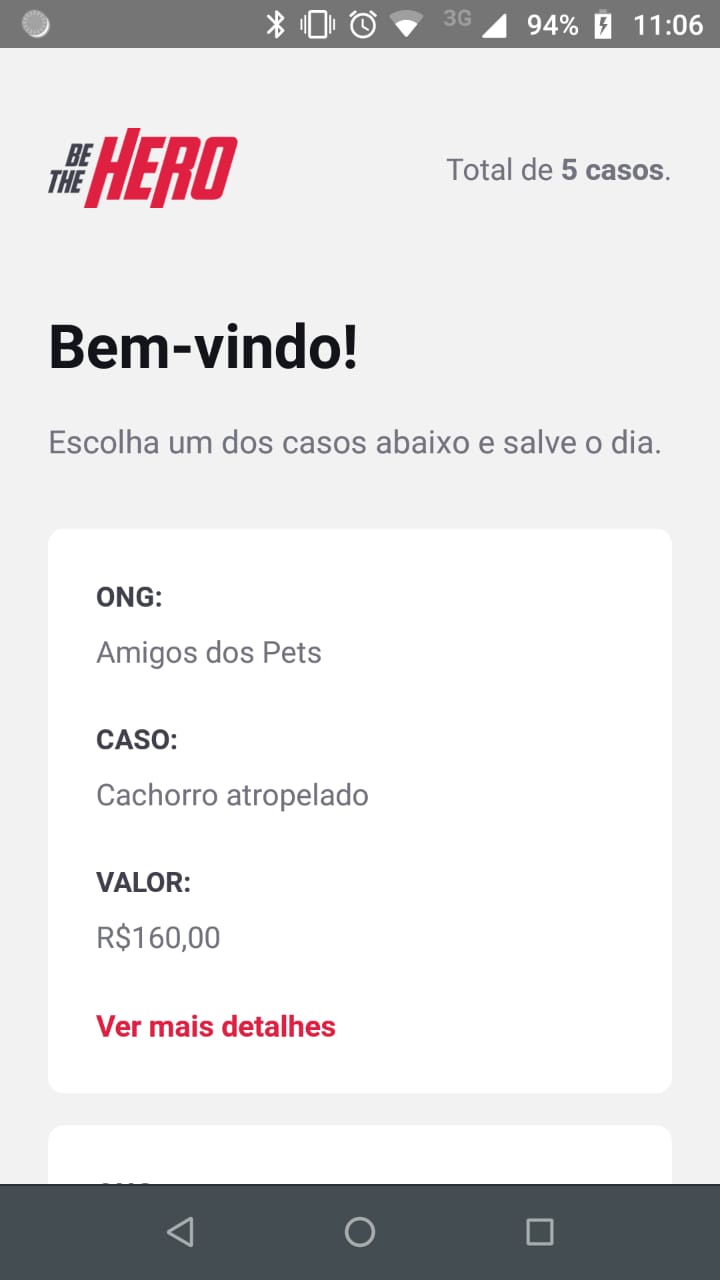 3G 94% 11:06
BE THE HERO
Total de 5 casos.
Bem-vindo!
Escolha um dos casos abaixo e salve o dia.
ONG:
Amigos dos Pets
CASO:
Cachorro atropelado
VALOR:
R$160,00
Ver mais detalhes